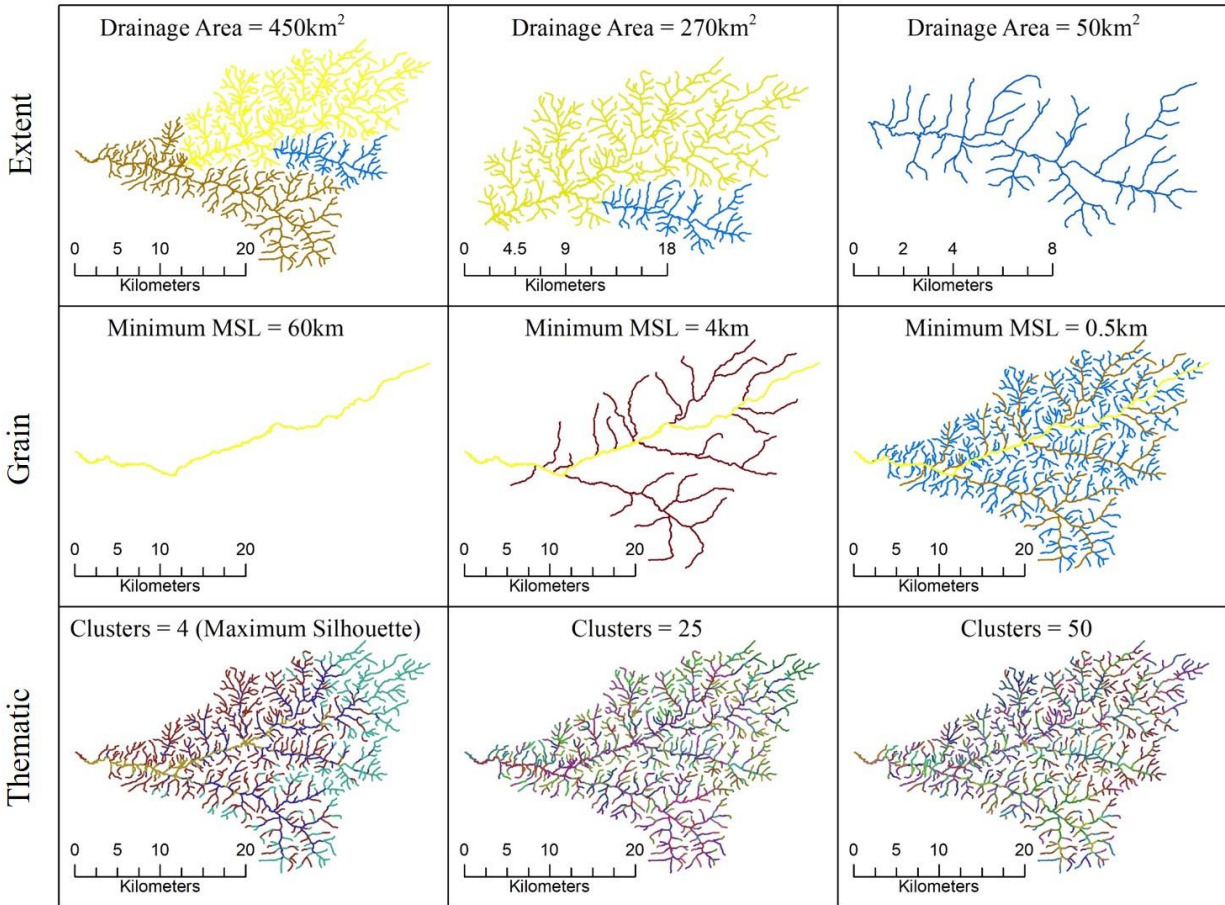 Extent
Drainage Area = 450km²
0 5 10 20
Kilometers
Drainage Area = 270km²
0 4.5 9 18
Kilometers
Drainage Area = 50km²
0 2 4 8
Kilometers
Grain
Minimum MSL = 60km
0 5 10 20
Kilometers
Minimum MSL = 4km
0 5 10 20
Kilometers
Minimum MSL = 0.5km
0 5 10 20
Kilometers
Thematic
Clusters = 4 (Maximum Silhouette)
0 5 10 20
Kilometers
Clusters = 25
0 5 10 20
Kilometers
Clusters = 50
0 5 10 20
Kilometers